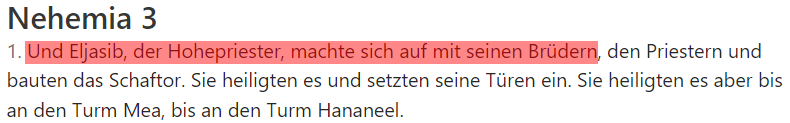 Nehemia 3
1. Und Eljasib, der Hohepriester, machte sich auf mit seinen Brüdern, den Priestern und
bauten das Schaftor. Sie heiligten es und setzten seine Türen ein. Sie heiligten es aber bis
an den Turm Mea, bis an den Turm Hananeel.